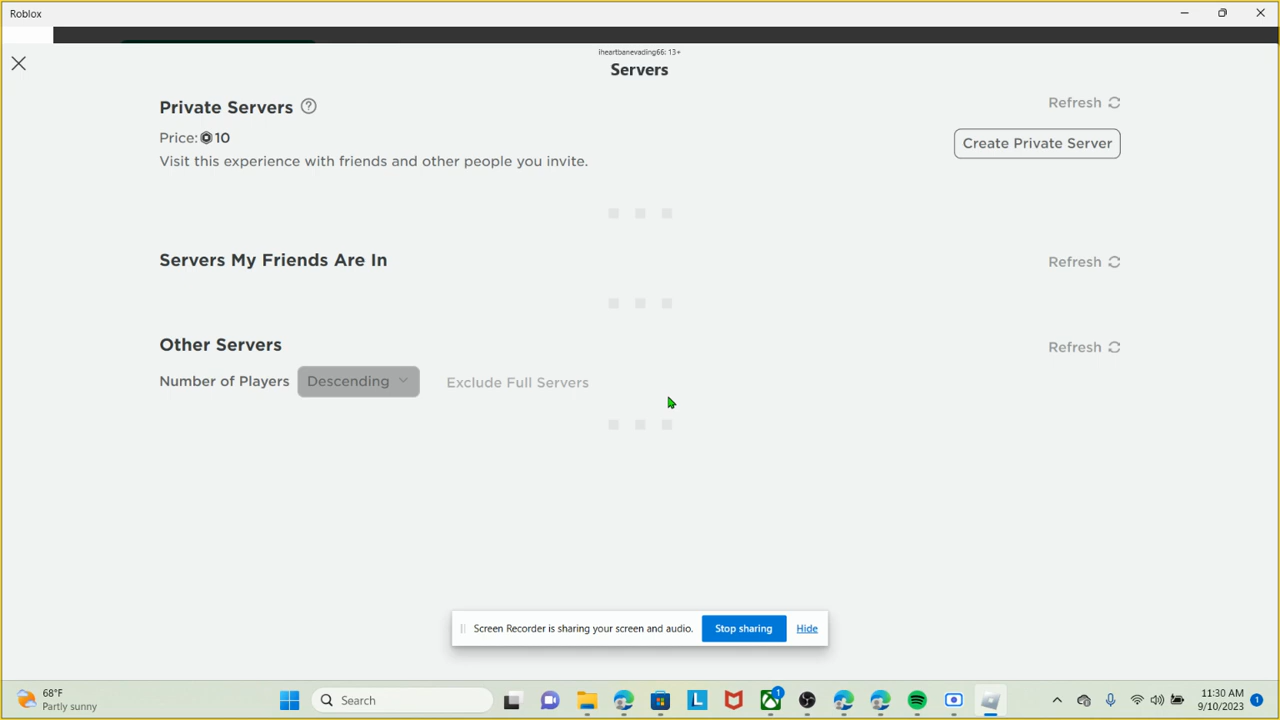 Roblox
iheartbanevading66: 13+
Servers
Private Servers
Refresh
Price: 10
Create Private Server
Visit this experience with friends and other people you invite.
Servers My Friends Are In
Refresh
Other Servers
Refresh
Number of Players
Descending
Exclude Full Servers
Screen Recorder is sharing your screen and audio.
Stop sharing
Hide
68°F
Partly sunny
Search
L
1
11:30 AM
9/10/2023
1